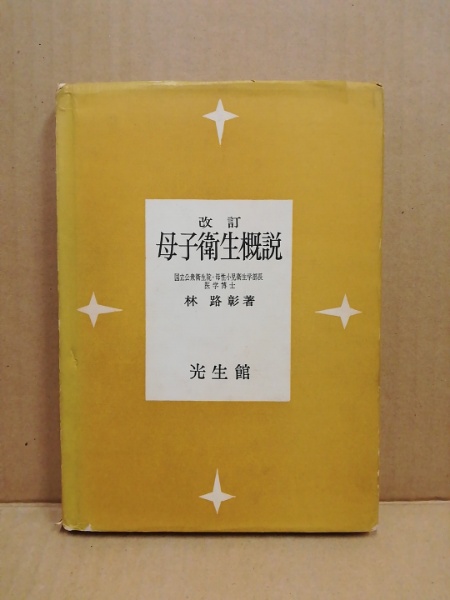 改訂
母子衛生概説
国立公衆衛生院・母性小児衛生学部長
医学博士
林 路彰著
光生館